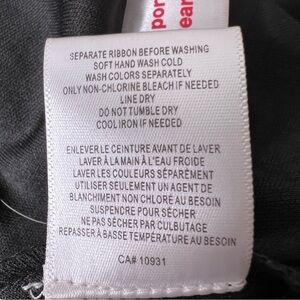 SEPARATE RIBBON BEFORE WASHING
SOFT HAND WASH COLD
WASH COLORS SEPARATELY
ONLY NON-CHLORINE BLEACH IF NEEDED
LINE DRY
DO NOT TUMBLE DRY
COOL IRON IF NEEDED
ENLEVER LE CEINTURE AVANT DE LAVER
LAVER À LA MAIN À L'EAU FROIDE
LAVER LES COULEURS SÉPARÉMENT
UTILISER SEULEMENT UN AGENT DE
BLANCHIMENT NON CHLORÉ AU BESOIN
SUSPENDRE POUR SÉCHER
NE PAS SÉCHER PAR CULBUTAGE
REPASSER À BASSE TEMPÉRATURE AU BESOIN
CA# 10931